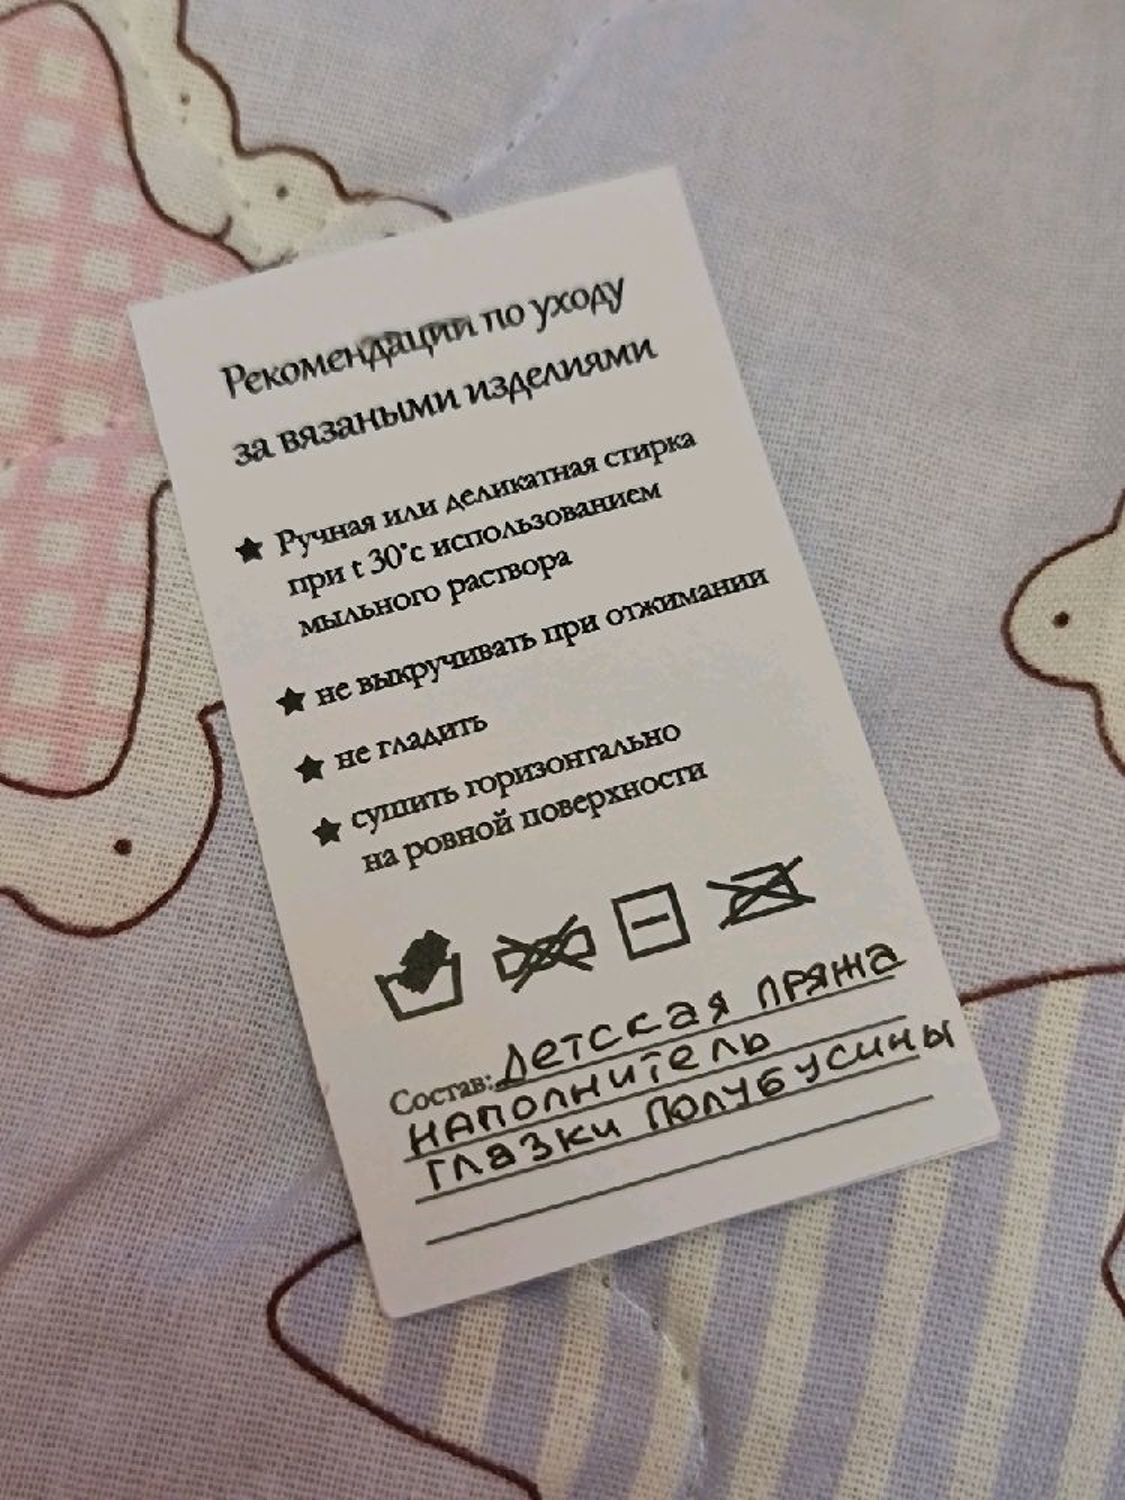 Рекомендации по уходу
за вязаными изделиями
★ Ручная или деликатная стирка
при t 30°с использованием
мыльного раствора
★ не выкручивать при отжимании
★ не гладить
★ сушить горизонтально
на ровной поверхности
Состав: Детская пряжа
наполнитель
глазки полубусины